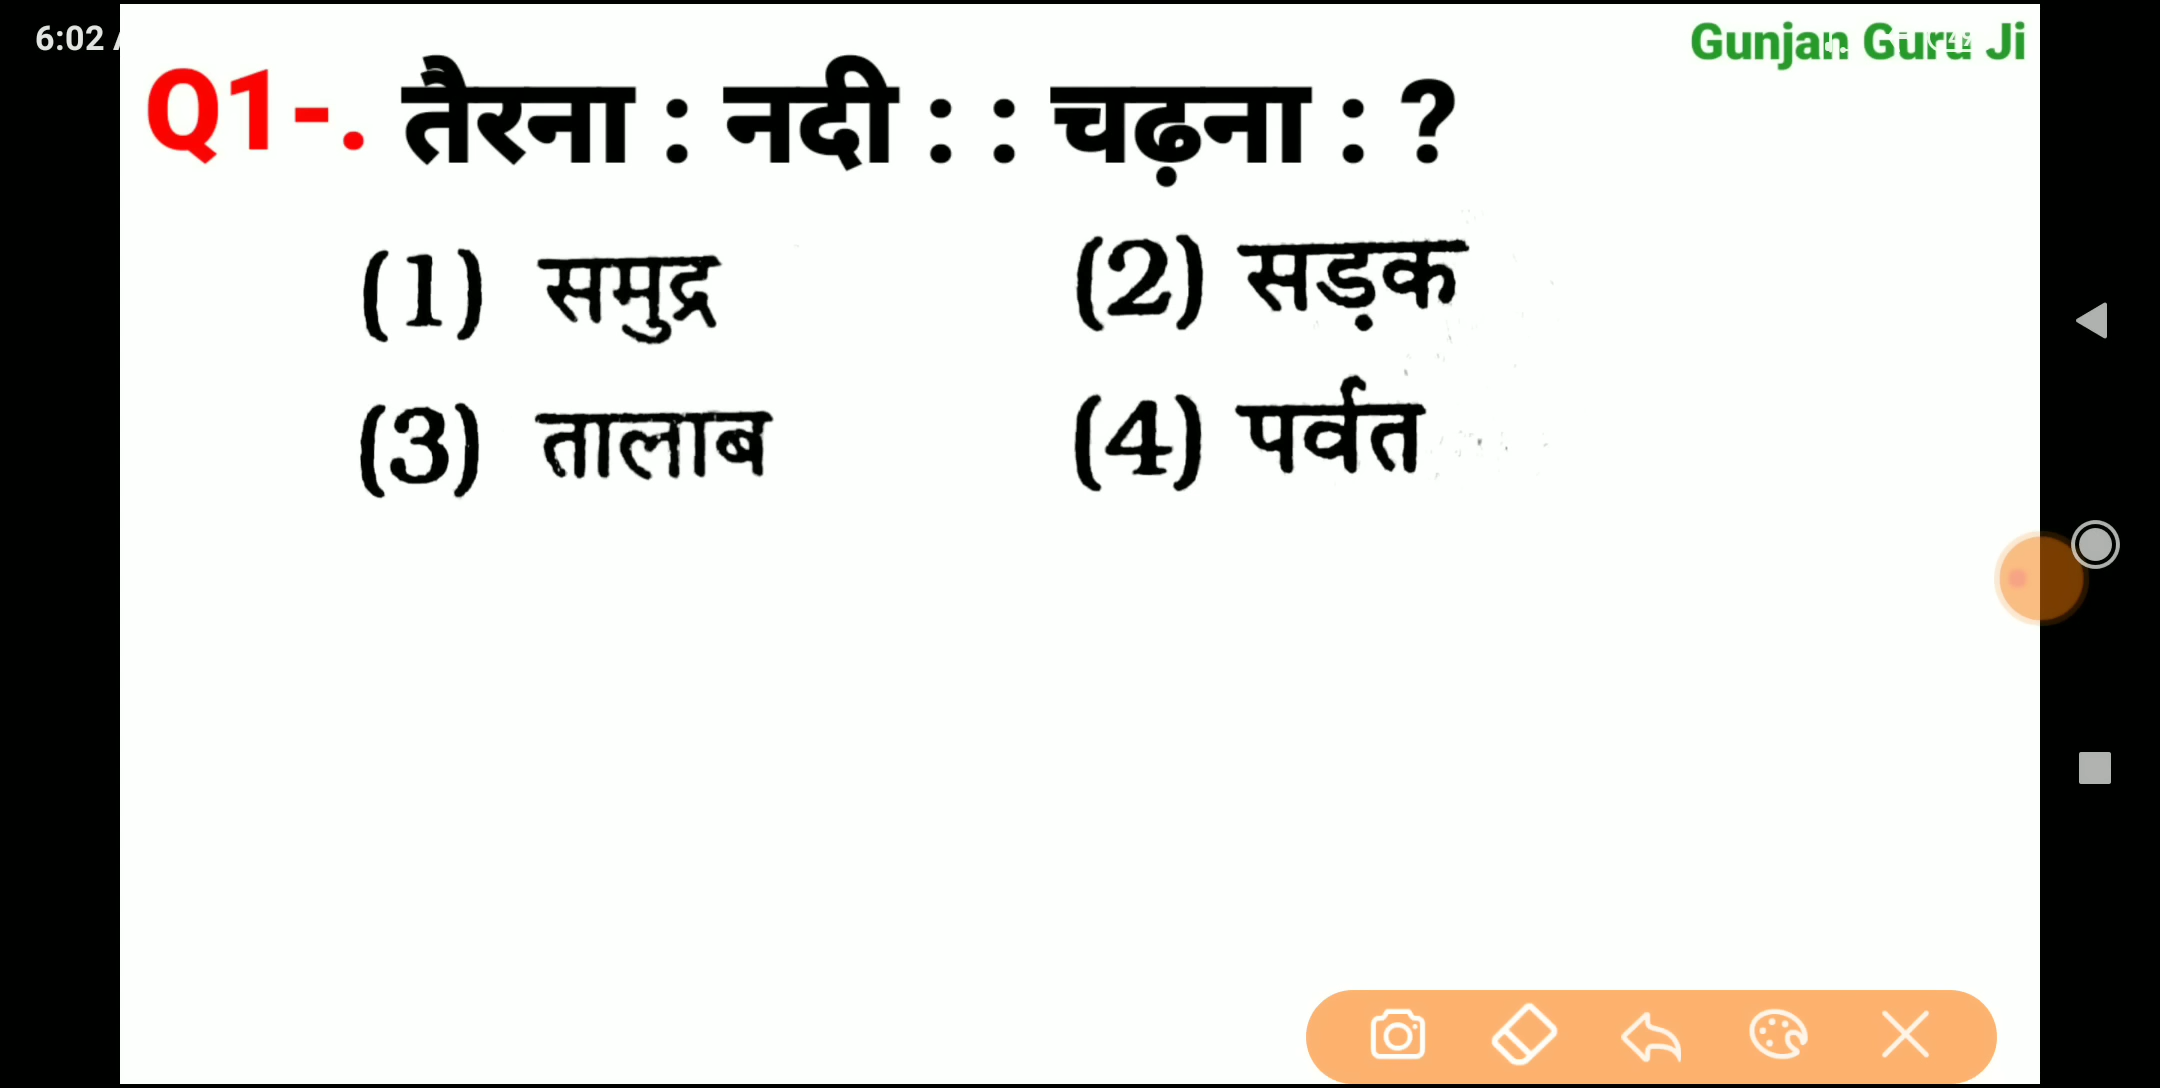 6:02
Gunjan Guru Ji
Q1-. तैरना : नदी : : चढ़ना : ?
(1) समुद्र (2) सड़क
(3) तालाब (4) पर्वत